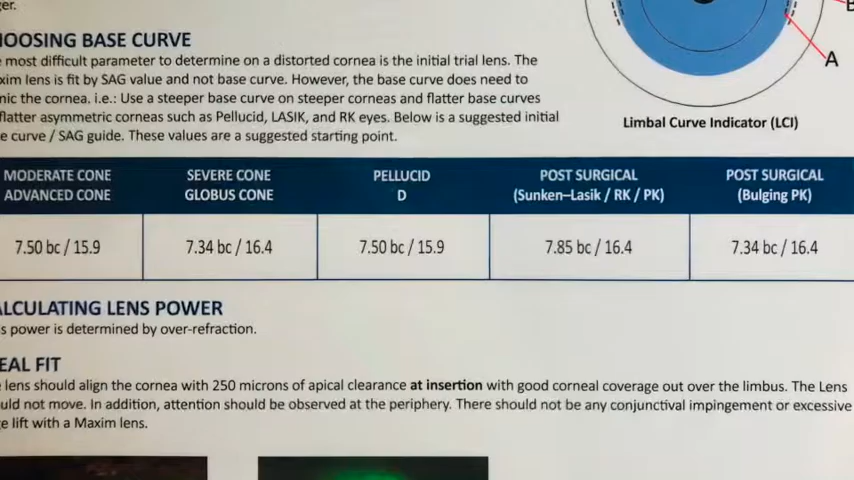 ger.
B
A
OOSING BASE CURVE
most difficult parameter to determine on a distorted cornea is the initial trial lens. The
xim lens is fit by SAG value and not base curve. However, the base curve does need to
nic the cornea. i.e.: Use a steeper base curve on steeper corneas and flatter base curves
flatter asymmetric corneas such as Pellucid, LASIK, and RK eyes. Below is a suggested initial
e curve / SAG guide. These values are a suggested starting point.
Limbal Curve Indicator (LCI)
MODERATE CONE
ADVANCED CONE
SEVERE CONE
GLOBUS CONE
PELLUCID
D
POST SURGICAL
(Sunken–Lasik / RK / PK)
POST SURGICAL
(Bulging PK)
7.50 bc / 15.9
7.34 bc / 16.4
7.50 bc / 15.9
7.85 bc / 16.4
7.34 bc / 16.4
ALCULATING LENS POWER
s power is determined by over-refraction.
EAL FIT
lens should align the cornea with 250 microns of apical clearance at insertion with good corneal coverage out over the limbus. The Lens
uld not move. In addition, attention should be observed at the periphery. There should not be any conjunctival impingement or excessive
ge lift with a Maxim lens.